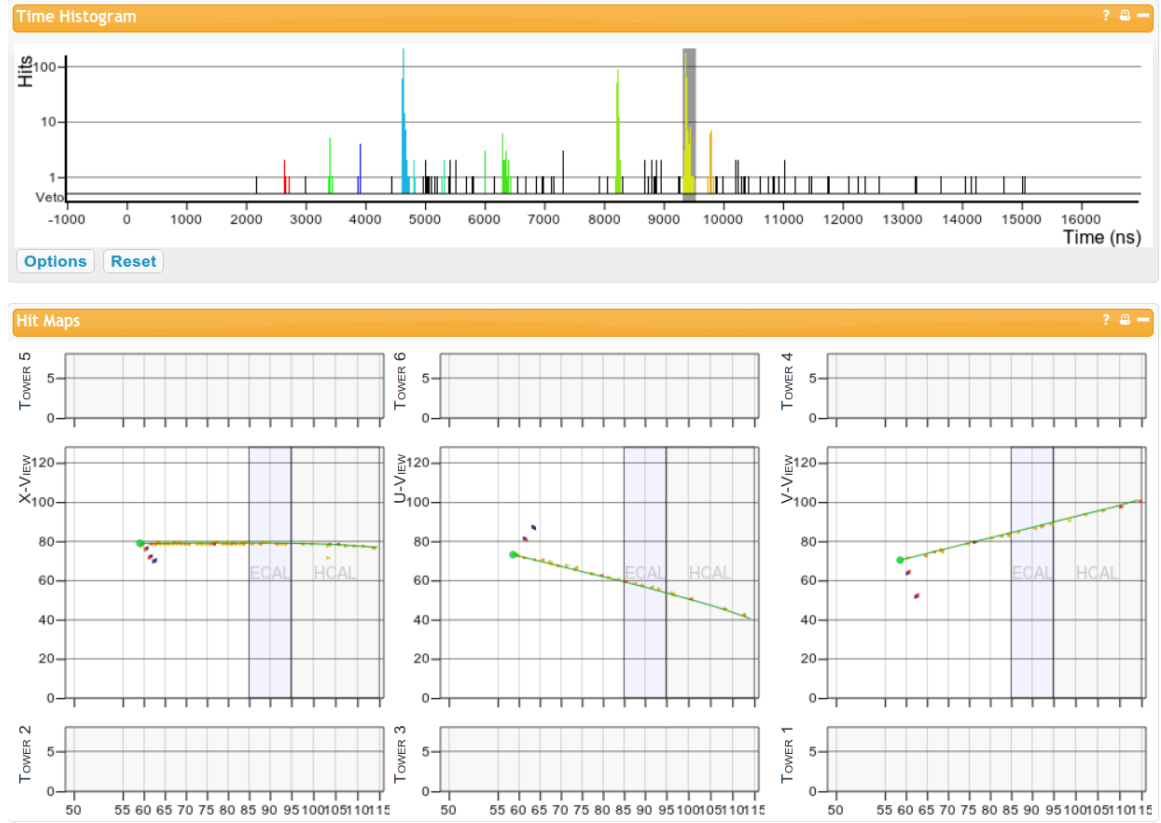 Time Histogram ?
Hits
100
10
1
Veto
-1000 0 1000 2000 3000 4000 5000 6000 7000 8000 9000 10000 11000 12000 13000 14000 15000 16000
Time (ns)
Options Reset
Hit Maps ?
TOWER 5 5 0
TOWER 6 5 0
TOWER 4 5 0
X-VIEW 120 100 80 60 40 20 0 ECAL HCAL
U-VIEW 120 100 80 60 40 20 0 ECAL HCAL
V-VIEW 120 100 80 60 40 20 0 ECAL HCAL
TOWER 2 5 0
TOWER 3 5 0
TOWER 1 5 0
50 55 60 65 70 75 80 85 90 95 100 105 110 115
50 55 60 65 70 75 80 85 90 95 100 105 110 115
50 55 60 65 70 75 80 85 90 95 100 105 110 115